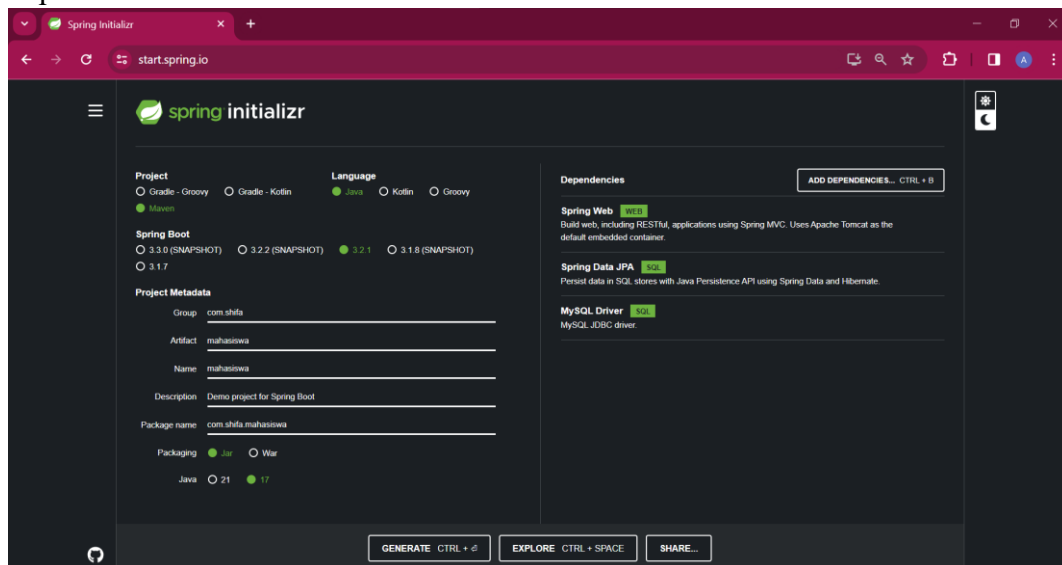 Spring Initializr
start.spring.io
A
spring initializr
Project
Gradle - Groovy Gradle - Kotlin
Maven
Language
Java Kotlin Groovy
Spring Boot
3.3.0 (SNAPSHOT) 3.2.2 (SNAPSHOT) 3.2.1 3.1.8 (SNAPSHOT)
3.1.7
Project Metadata
Group com.shifa
Artifact mahasiswa
Name mahasiswa
Description Demo project for Spring Boot
Package name com.shifa.mahasiswa
Packaging Jar War
Java 21 17
Dependencies
ADD DEPENDENCIES... CTRL + B
Spring Web WEB
Build web, including RESTful, applications using Spring MVC. Uses Apache Tomcat as the
default embedded container.
Spring Data JPA SQL
Persist data in SQL stores with Java Persistence API using Spring Data and Hibernate.
MySQL Driver SQL
MySQL JDBC driver.
GENERATE CTRL + ⏎ EXPLORE CTRL + SPACE SHARE...